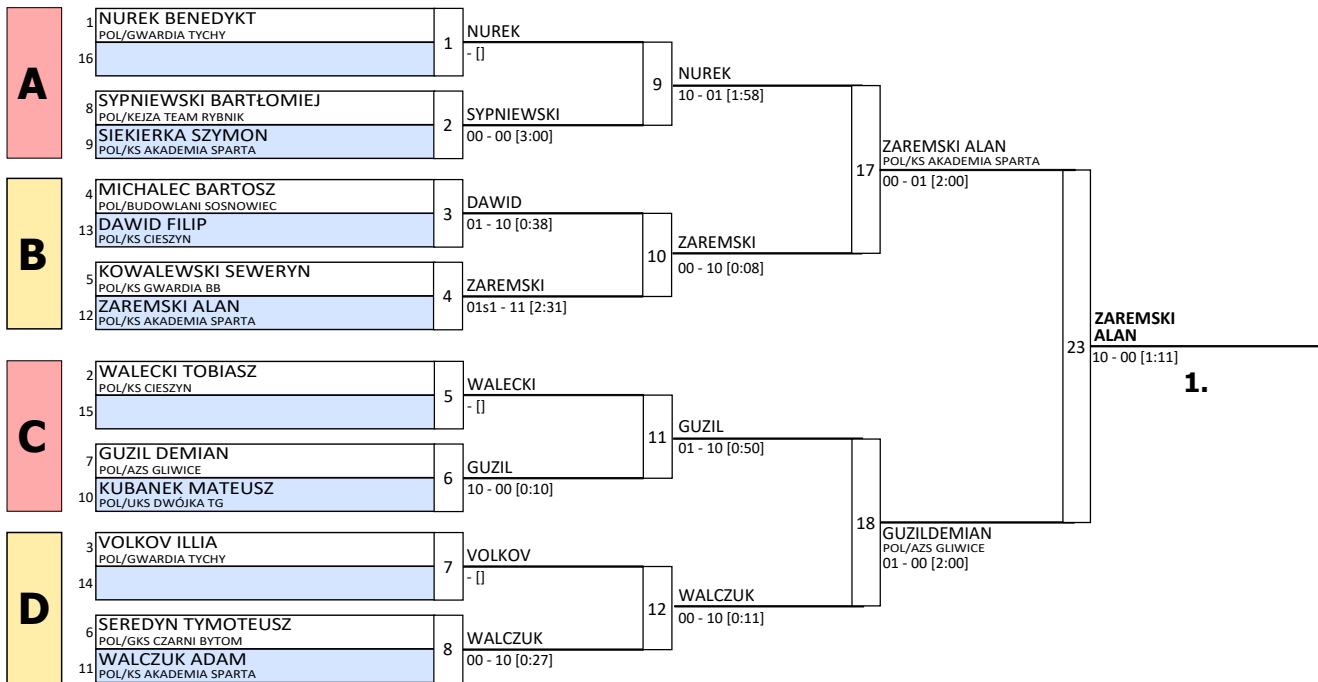 A
1 NUREK BENEDYKT
POL/GWARDIA TYCHY
16
1
NUREK
- []
8 SYPNIEWSKI BARTŁOMIEJ
POL/KEJZA TEAM RYBNIK
9 SIEKIERKA SZYMON
POL/KS AKADEMIA SPARTA
2
SYPNIEWSKI
00 - 00 [3:00]
9
NUREK
10 - 01 [1:58]
B
4 MICHALEC BARTOSZ
POL/BUDOWLANI SOSNOWIEC
13 DAWID FILIP
POL/KS CIESZYN
3
DAWID
01 - 10 [0:38]
5 KOWALEWSKI SEWERYN
POL/KS GWARDIA BB
12 ZAREMSKI ALAN
POL/KS AKADEMIA SPARTA
4
ZAREMSKI
01s1 - 11 [2:31]
10
ZAREMSKI
00 - 10 [0:08]
17
ZAREMSKI ALAN
POL/KS AKADEMIA SPARTA
00 - 01 [2:00]
C
2 WALECKI TOBIASZ
POL/KS CIESZYN
15
5
WALECKI
- []
7 GUZIL DEMIAN
POL/AZS GLIWICE
10 KUBANEK MATEUSZ
POL/UKS DWÓJKA TG
6
GUZIL
10 - 00 [0:10]
11
GUZIL
01 - 10 [0:50]
D
3 VOLKOV ILLIA
POL/GWARDIA TYCHY
14
7
VOLKOV
- []
6 SEREDYN TYMOTEUSZ
POL/GKS CZARNI BYTOM
11 WALCZUK ADAM
POL/KS AKADEMIA SPARTA
8
WALCZUK
00 - 10 [0:27]
12
WALCZUK
00 - 10 [0:11]
18
GUZILDEMIAN
POL/AZS GLIWICE
01 - 00 [2:00]
23
ZAREMSKI
ALAN
10 - 00 [1:11]
1.